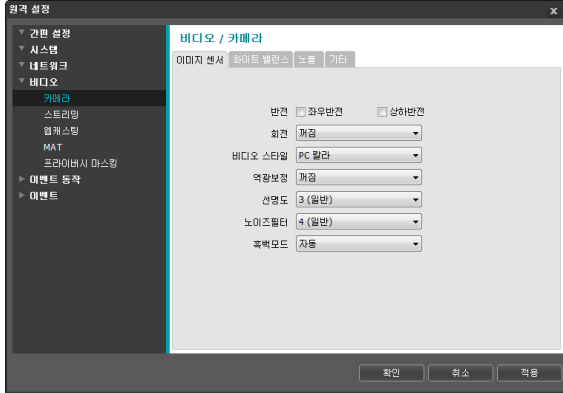 원격 설정
x
간편 설정
시스템
네트워크
비디오
카메라
스트리밍
웹캐스팅
MAT
프라이버시 마스킹
이벤트 동작
이벤트
비디오 / 카메라
이미지 센서 화이트 밸런스 노출 기타
반전 좌우반전 상하반전
회전 꺼짐
비디오 스타일 PC 칼라
역광보정 꺼짐
선명도 3 (일반)
노이즈필터 4 (일반)
흑백모드 자동
확인 취소 적용